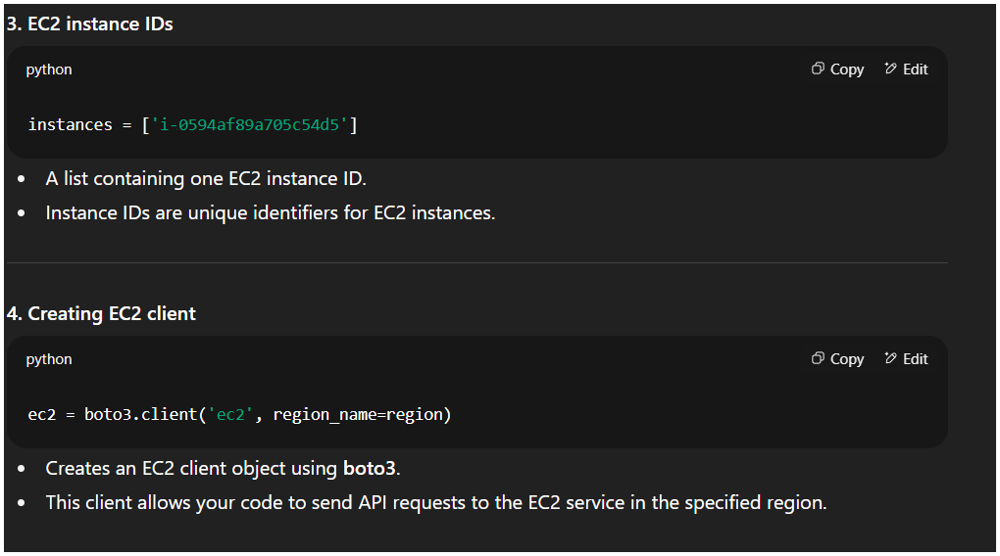 3. EC2 instance IDs
python Copy Edit
instances = ['i-0594af89a705c54d5']
• A list containing one EC2 instance ID.
• Instance IDs are unique identifiers for EC2 instances.
4. Creating EC2 client
python Copy Edit
ec2 = boto3.client('ec2', region_name=region)
• Creates an EC2 client object using boto3.
• This client allows your code to send API requests to the EC2 service in the specified region.